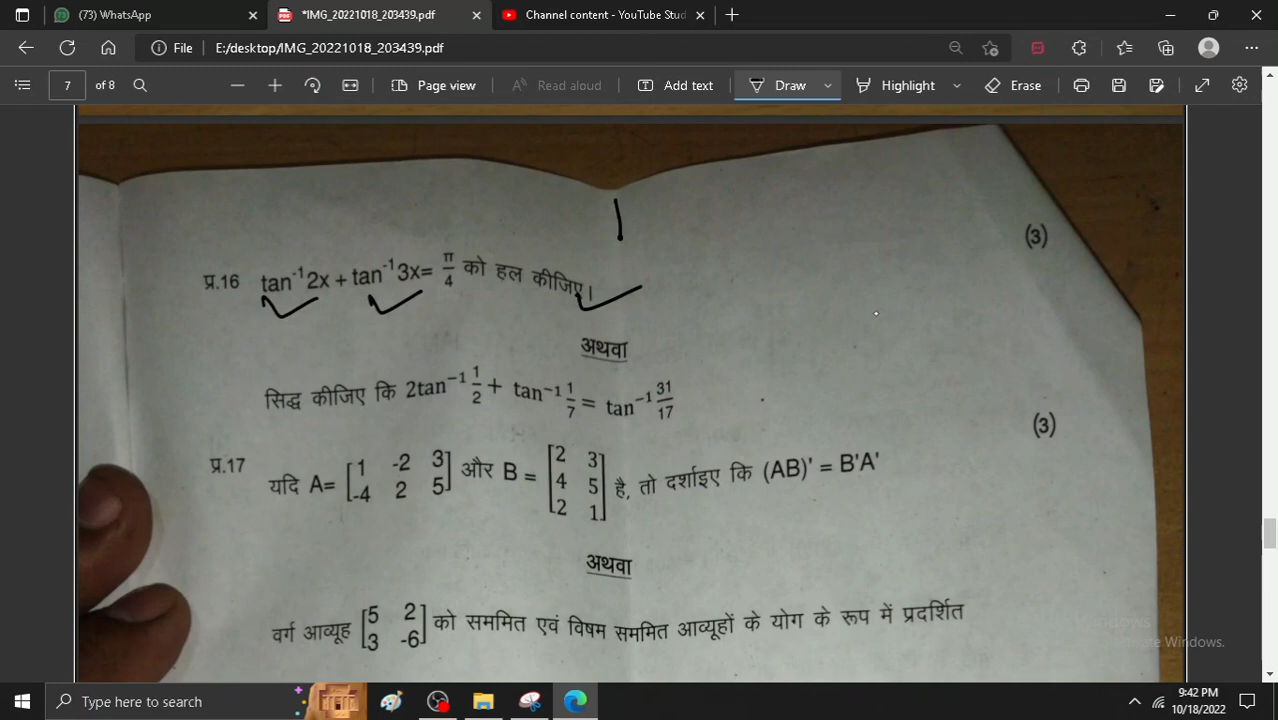 (73) WhatsApp
*IMG_20221018_203439.pdf
Channel content - YouTube Stud
File E:/desktop/IMG_20221018_203439.pdf
7 of 8
Page view
Read aloud
Add text
Draw
Highlight
Erase
(3)
प्र.16 tan⁻¹2x + tan⁻¹3x= π/4 को हल कीजिए।
अथवा
सिद्ध कीजिए कि 2tan⁻¹ 1/2 + tan⁻¹ 1/7 = tan⁻¹ 31/17
(3)
प्र.17 यदि A= [1 -2 3; -4 2 5] और B = [2 3; 4 5; 2 1] है, तो दर्शाइए कि (AB)' = B'A'
अथवा
वर्ग आव्यूह [5 2; 3 -6] को सममित एवं विषम सममित आव्यूहों के योग के रूप में प्रदर्शित
Windows
Activate Windows.
Type here to search
9:42 PM
10/18/2022